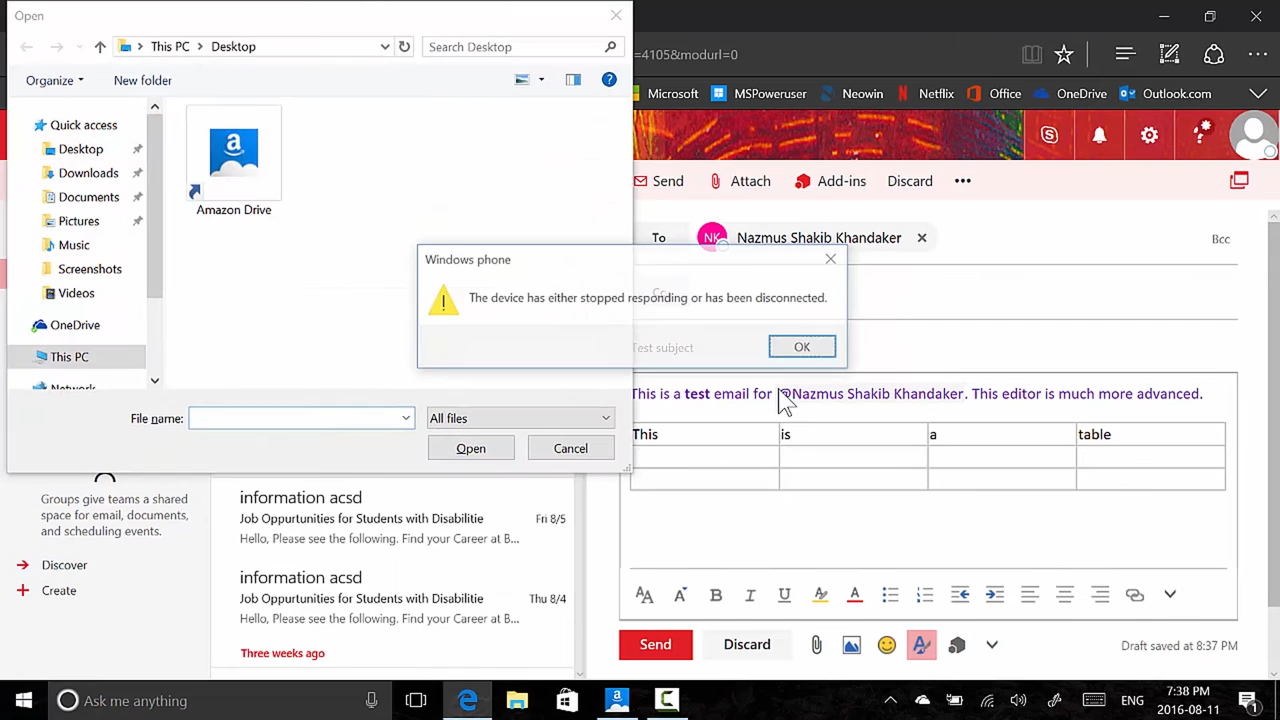 Open
This PC > Desktop
Search Desktop
Organize
New folder
Quick access
Desktop
Downloads
Documents
Pictures
Music
Screenshots
Videos
OneDrive
This PC
Network
Amazon Drive
File name:
All files
Open
Cancel
Windows phone
The device has either stopped responding or has been disconnected.
OK
=4105&modurl=0
Microsoft
MSPoweruser
Neowin
Netflix
Office
OneDrive
Outlook.com
Send
Attach
Add-ins
Discard
•••
To
NK
Nazmus Shakib Khandaker
Bcc
Cc
Test subject
This is a test email for @Nazmus Shakib Khandaker. This editor is much more advanced.
This is a table
Groups give teams a shared
space for email, documents,
and scheduling events.
Discover
Create
information acsd
Job Oppurtunities for Students with Disabilitie Fri 8/5
Hello, Please see the following. Find your Career at B...
information acsd
Job Oppurtunities for Students with Disabilitie Thu 8/4
Hello, Please see the following. Find your Career at B...
Three weeks ago
Send
Discard
Draft saved at 8:37 PM
Ask me anything
ENG
7:38 PM
2016-08-11
1